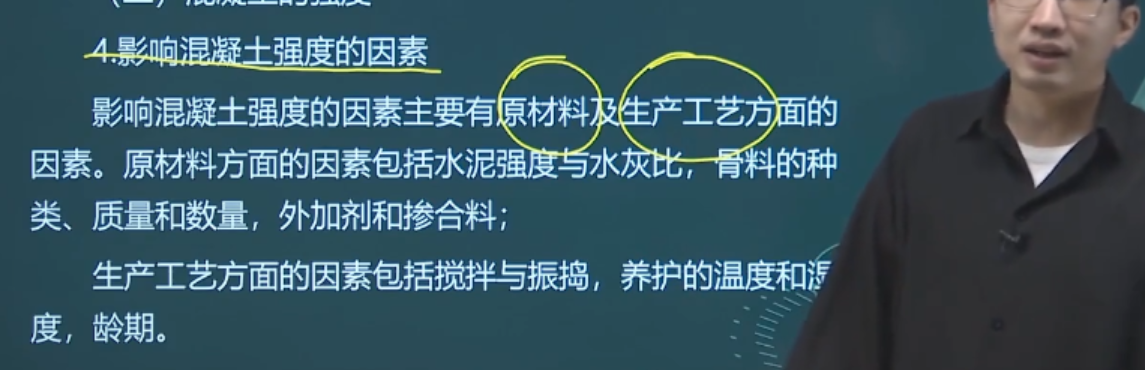 （二）混凝土的强度
4.影响混凝土强度的因素
影响混凝土强度的因素主要有原材料及生产工艺方面的
因素。原材料方面的因素包括水泥强度与水灰比，骨料的种
类、质量和数量，外加剂和掺合料；
生产工艺方面的因素包括搅拌与振捣，养护的温度和湿
度，龄期。